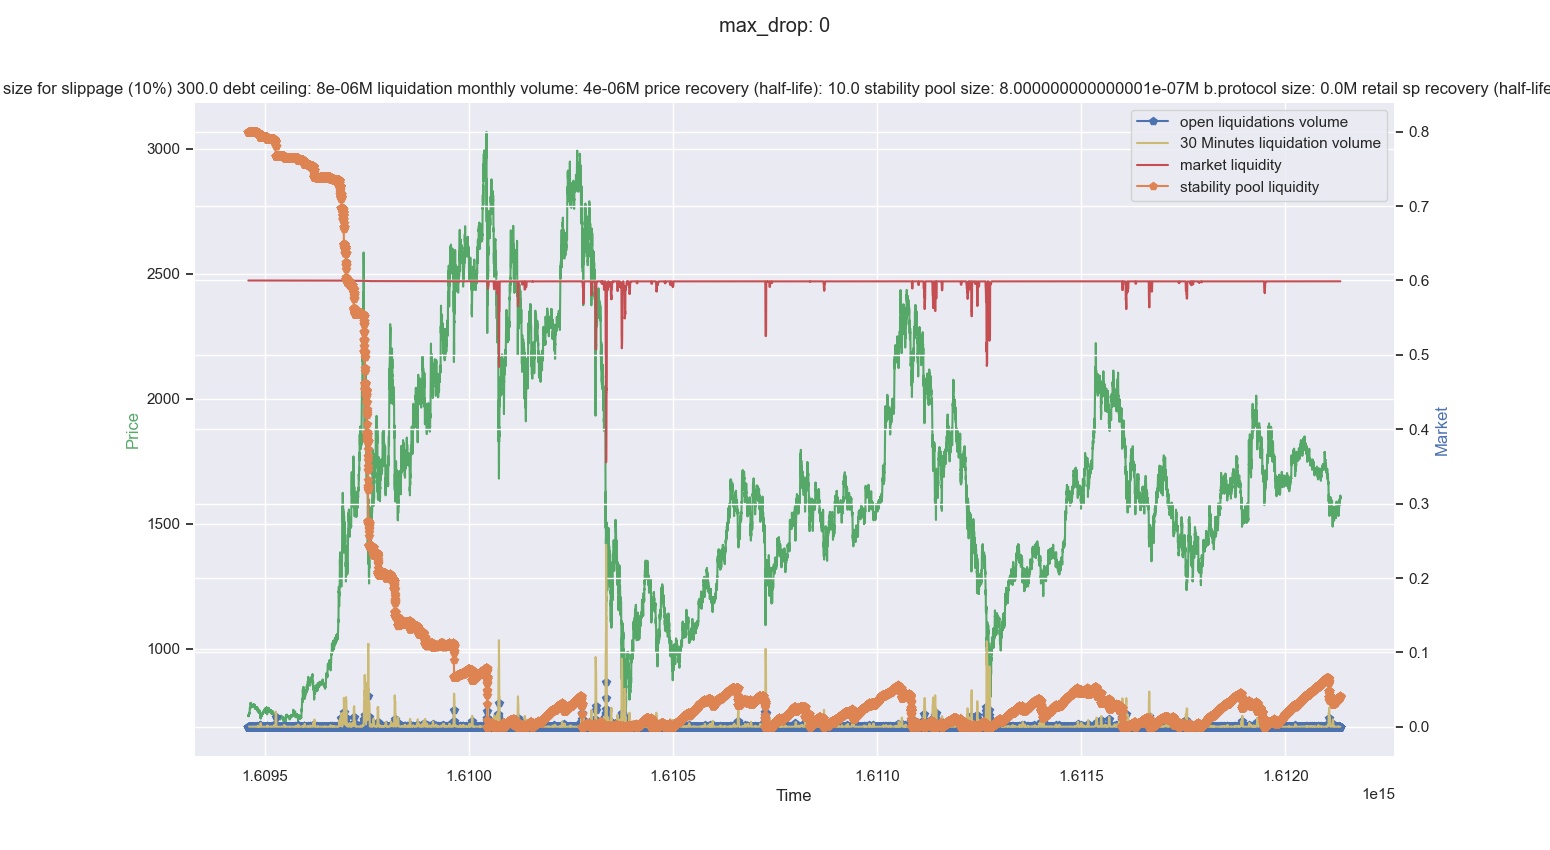 max_drop: 0
size for slippage (10%) 300.0 debt ceiling: 8e-06M liquidation monthly volume: 4e-06M price recovery (half-life): 10.0 stability pool size: 8.000000000000001e-07M b.protocol size: 0.0M retail sp recovery (half-life
open liquidations volume
30 Minutes liquidation volume
market liquidity
stability pool liquidity
3000
2500
2000
1500
1000
Price
0.8
0.7
0.6
0.5
0.4
0.3
0.2
0.1
0.0
Market
1.6095 1.6100 1.6105 1.6110 1.6115 1.6120
Time
1e15